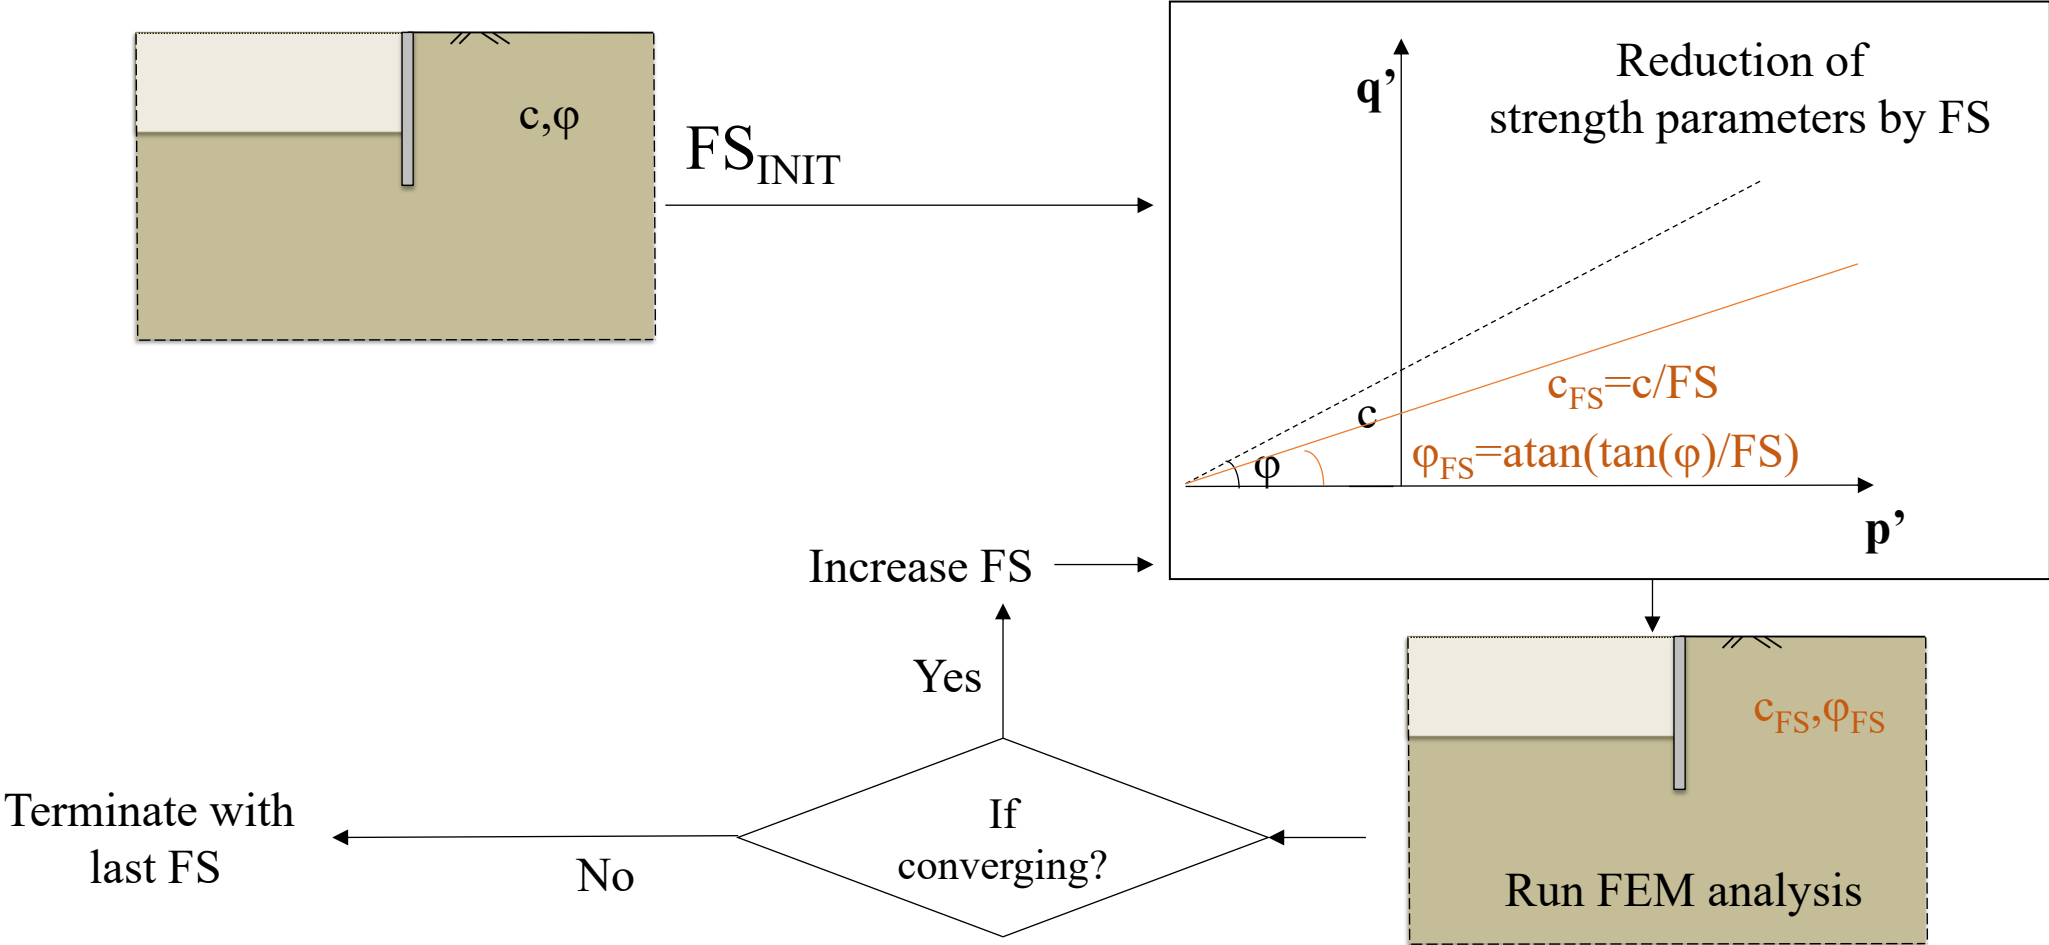 c,φ
FS_INIT
q’
Reduction of
strength parameters by FS
c_FS=c/FS
c
φ_FS=atan(tan(φ)/FS)
φ
p’
Increase FS
Yes
c_FS,φ_FS
If
converging?
Terminate with
last FS
No
Run FEM analysis